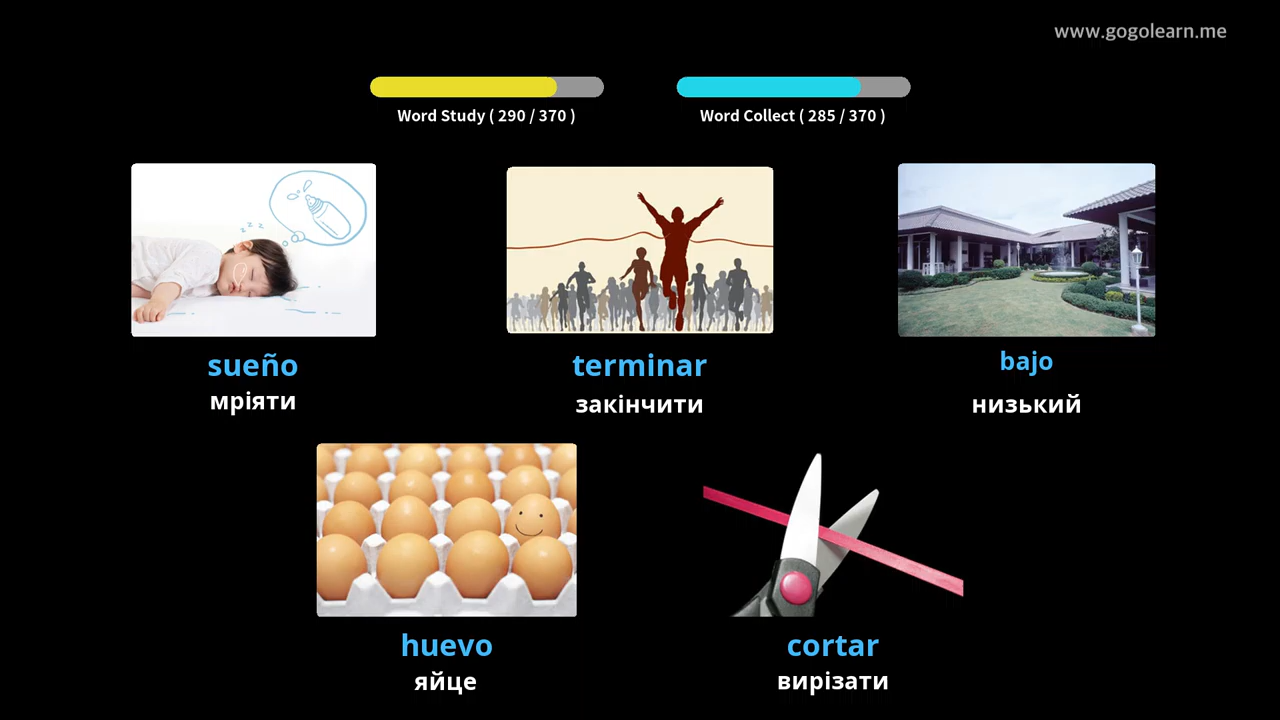 www.gogolearn.me
Word Study ( 290 / 370 )
Word Collect ( 285 / 370 )
sueño
мріяти
terminar
закінчити
bajo
низький
huevo
яйце
cortar
вирізати